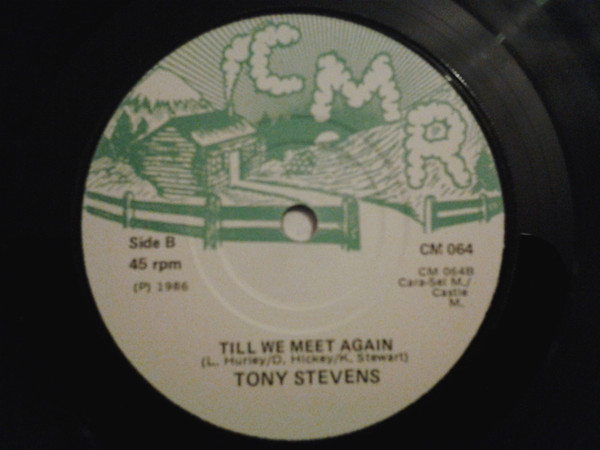 CMR
Side B
45 rpm
(P) 1986
CM 064
CM 064B
Cara-Sel M./
Castle
M.
TILL WE MEET AGAIN
(L. Hurley/D. Hickey/K. Stewart)
TONY STEVENS